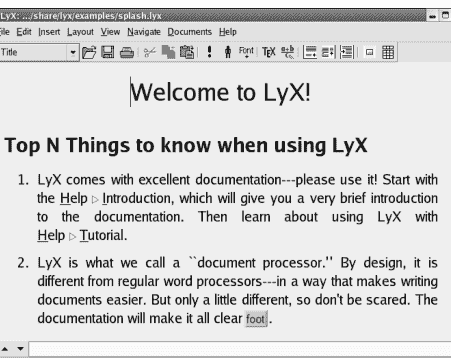 LyX: .../share/lyx/examples/splash.lyx
File Edit Insert Layout View Navigate Documents Help
Title Font TEX
Welcome to LyX!
Top N Things to know when using LyX
1. LyX comes with excellent documentation---please use it! Start with
the Help ▷ Introduction, which will give you a very brief introduction
to the documentation. Then learn about using LyX with
Help ▷ Tutorial.
2. LyX is what we call a ``document processor.'' By design, it is
different from regular word processors---in a way that makes writing
documents easier. But only a little different, so don't be scared. The
documentation will make it all clear foot.